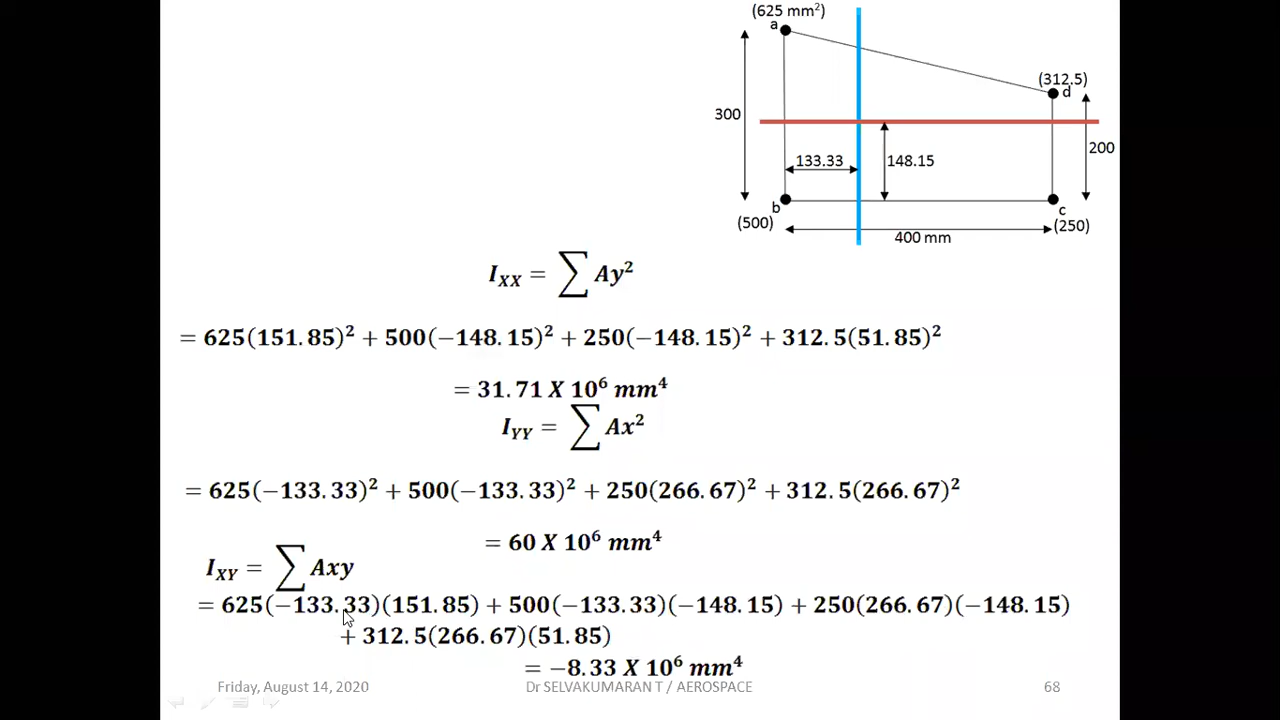 (625 mm²)
a
(312.5)
d
300
133.33
148.15
200
b
c
(500)
(250)
400 mm
I_XX = ∑ Ay²
= 625(151.85)² + 500(−148.15)² + 250(−148.15)² + 312.5(51.85)²
= 31.71 X 10⁶ mm⁴
I_YY = ∑ Ax²
= 625(−133.33)² + 500(−133.33)² + 250(266.67)² + 312.5(266.67)²
= 60 X 10⁶ mm⁴
I_XY = ∑ Axy
= 625(−133.33)(151.85) + 500(−133.33)(−148.15) + 250(266.67)(−148.15)
+ 312.5(266.67)(51.85)
= −8.33 X 10⁶ mm⁴
Friday, August 14, 2020 Dr SELVAKUMARAN T / AEROSPACE 68